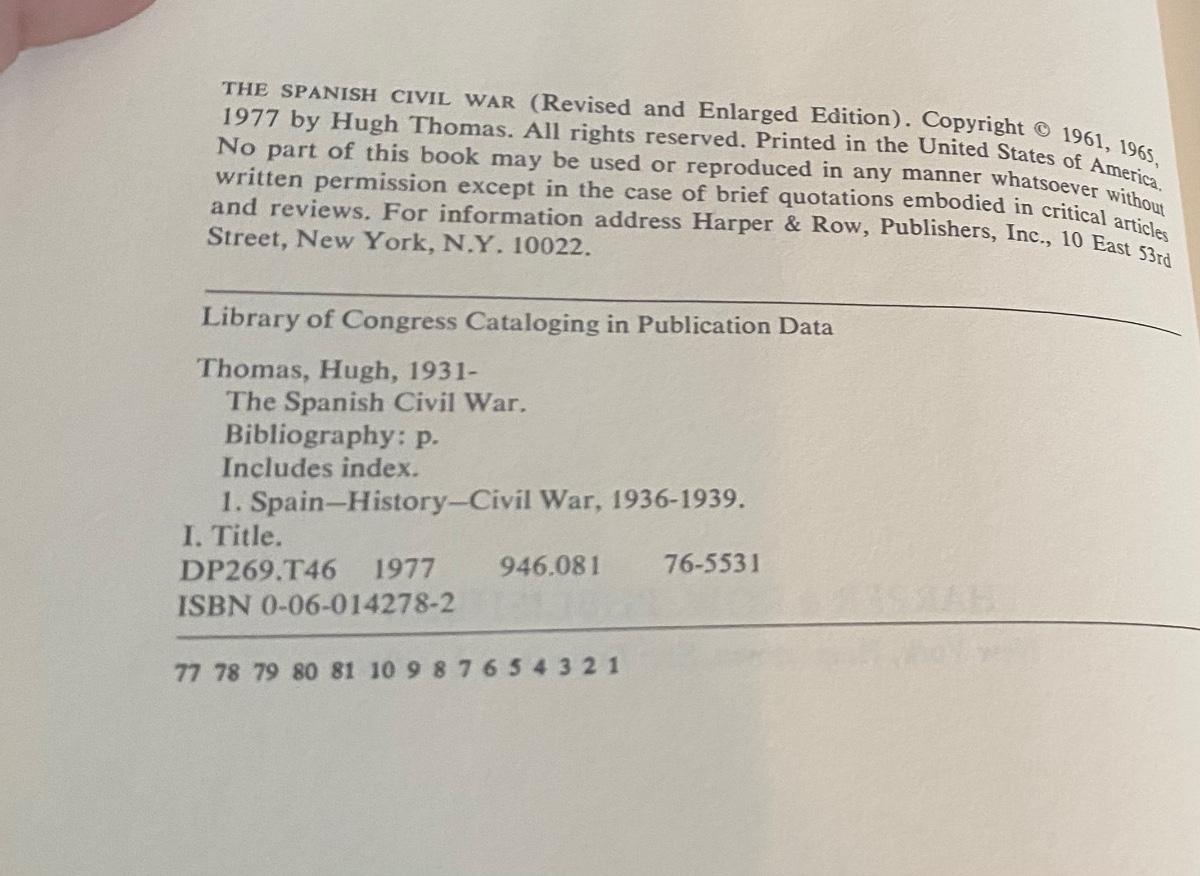 THE SPANISH CIVIL WAR (Revised and Enlarged Edition). Copyright © 1961, 1965,
1977 by Hugh Thomas. All rights reserved. Printed in the United States of America.
No part of this book may be used or reproduced in any manner whatsoever without
written permission except in the case of brief quotations embodied in critical articles
and reviews. For information address Harper & Row, Publishers, Inc., 10 East 53rd
Street, New York, N.Y. 10022.
Library of Congress Cataloging in Publication Data
Thomas, Hugh, 1931-
The Spanish Civil War.
Bibliography: p.
Includes index.
1. Spain—History—Civil War, 1936-1939.
I. Title.
DP269.T46 1977 946.081 76-5531
ISBN 0-06-014278-2
77 78 79 80 81 10 9 8 7 6 5 4 3 2 1